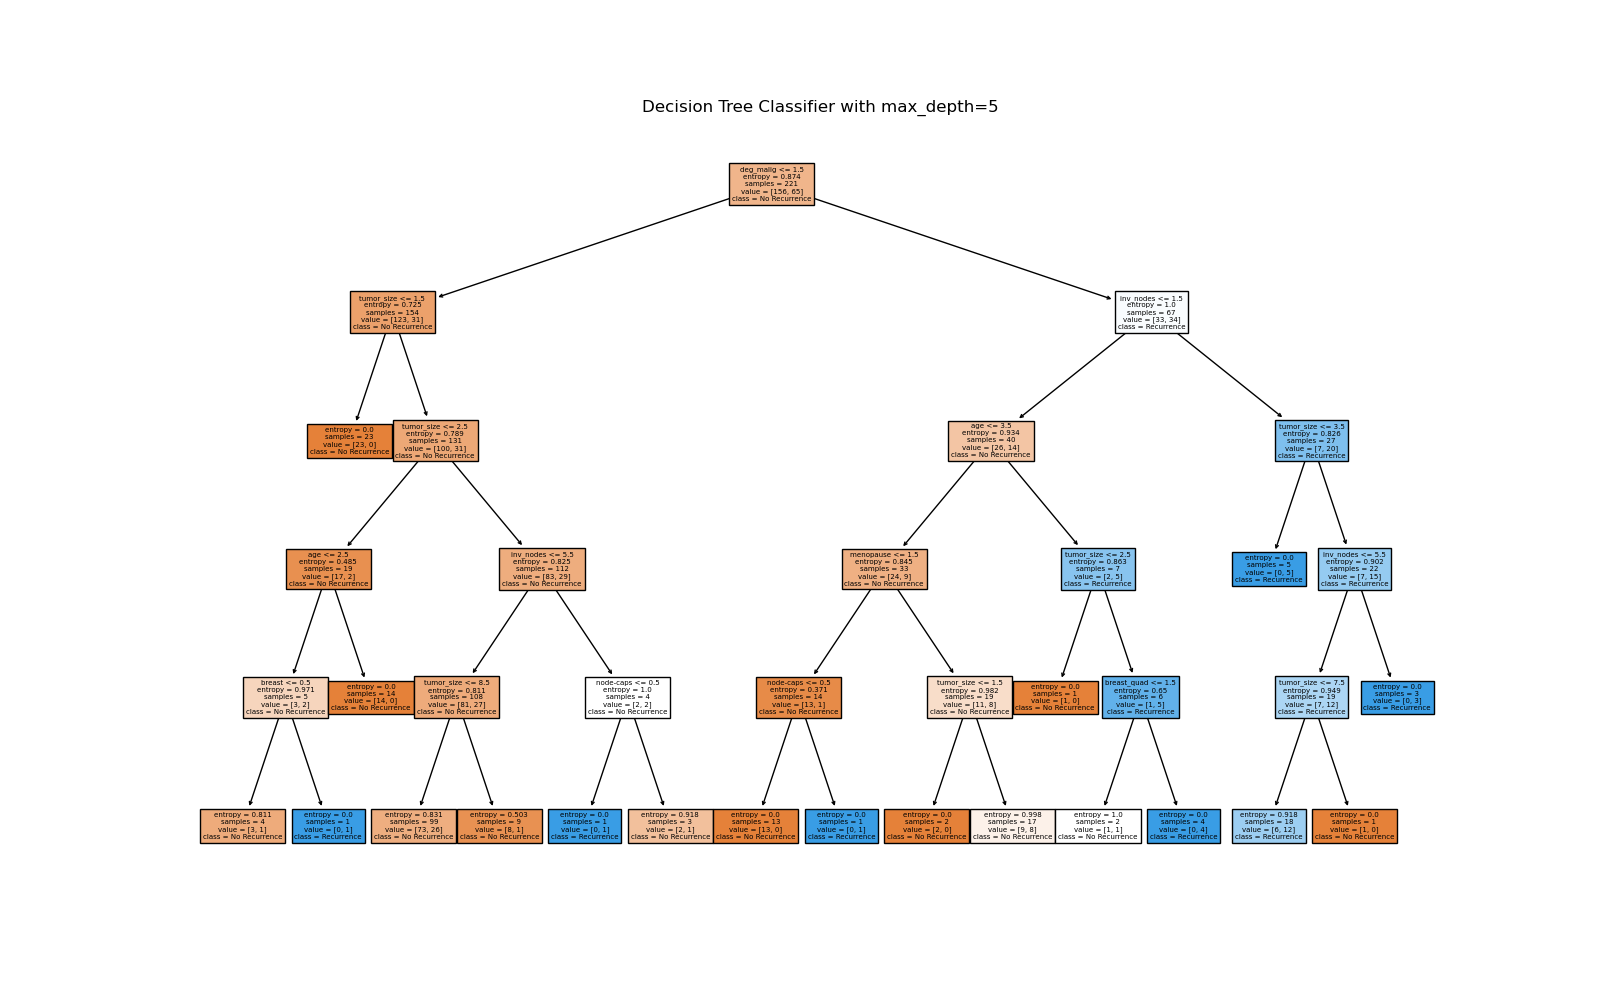 Decision Tree Classifier with max_depth=5
deg_malig <= 1.5
entropy = 0.874
samples = 221
value = [156, 65]
class = No Recurrence
tumor_size <= 1.5
entropy = 0.725
samples = 154
value = [123, 31]
class = No Recurrence
inv_nodes <= 1.5
entropy = 1.0
samples = 67
value = [33, 34]
class = Recurrence
entropy = 0.0
samples = 23
value = [23, 0]
class = No Recurrence
tumor_size <= 2.5
entropy = 0.789
samples = 131
value = [100, 31]
class = No Recurrence
age <= 3.5
entropy = 0.934
samples = 40
value = [26, 14]
class = No Recurrence
tumor_size <= 3.5
entropy = 0.826
samples = 27
value = [7, 20]
class = Recurrence
age <= 2.5
entropy = 0.485
samples = 19
value = [17, 2]
class = No Recurrence
inv_nodes <= 5.5
entropy = 0.825
samples = 112
value = [83, 29]
class = No Recurrence
menopause <= 1.5
entropy = 0.845
samples = 33
value = [24, 9]
class = No Recurrence
tumor_size <= 2.5
entropy = 0.863
samples = 7
value = [2, 5]
class = Recurrence
entropy = 0.0
samples = 5
value = [0, 5]
class = Recurrence
inv_nodes <= 5.5
entropy = 0.902
samples = 22
value = [7, 15]
class = Recurrence
breast <= 0.5
entropy = 0.971
samples = 5
value = [3, 2]
class = No Recurrence
entropy = 0.0
samples = 14
value = [14, 0]
class = No Recurrence
tumor_size <= 8.5
entropy = 0.811
samples = 108
value = [81, 27]
class = No Recurrence
node-caps <= 0.5
entropy = 1.0
samples = 4
value = [2, 2]
class = No Recurrence
node-caps <= 0.5
entropy = 0.371
samples = 14
value = [13, 1]
class = No Recurrence
tumor_size <= 1.5
entropy = 0.982
samples = 19
value = [11, 8]
class = No Recurrence
entropy = 0.0
samples = 1
value = [1, 0]
class = No Recurrence
breast_quad <= 1.5
entropy = 0.65
samples = 6
value = [1, 5]
class = Recurrence
tumor_size <= 7.5
entropy = 0.949
samples = 19
value = [7, 12]
class = Recurrence
entropy = 0.0
samples = 3
value = [0, 3]
class = Recurrence
entropy = 0.811
samples = 4
value = [3, 1]
class = No Recurrence
entropy = 0.0
samples = 1
value = [0, 1]
class = Recurrence
entropy = 0.831
samples = 99
value = [73, 26]
class = No Recurrence
entropy = 0.503
samples = 9
value = [8, 1]
class = No Recurrence
entropy = 0.0
samples = 1
value = [0, 1]
class = Recurrence
entropy = 0.918
samples = 3
value = [2, 1]
class = No Recurrence
entropy = 0.0
samples = 13
value = [13, 0]
class = No Recurrence
entropy = 0.0
samples = 1
value = [0, 1]
class = Recurrence
entropy = 0.0
samples = 2
value = [2, 0]
class = No Recurrence
entropy = 0.998
samples = 17
value = [9, 8]
class = No Recurrence
entropy = 1.0
samples = 2
value = [1, 1]
class = No Recurrence
entropy = 0.0
samples = 4
value = [0, 4]
class = Recurrence
entropy = 0.918
samples = 18
value = [6, 12]
class = Recurrence
entropy = 0.0
samples = 1
value = [1, 0]
class = No Recurrence